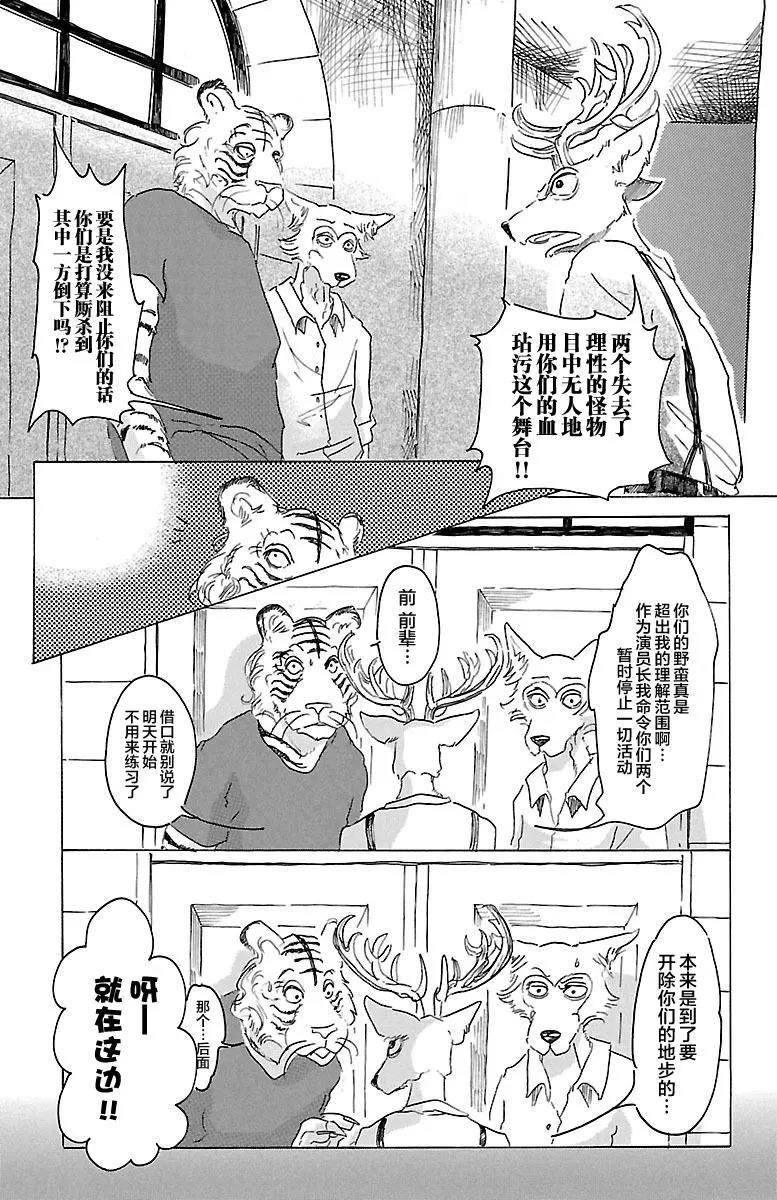 两个失去了
理性的怪物
目中无人地
用你们的血
玷污这个舞台!!
要是我没来阻止你们的话
你们是打算厮杀到
其中一方倒下吗!?
你们的野蛮真是
超出我的理解范围啊…
作为演员长我命令你们两个
暂时停止一切活动
前 前辈…
借口就别说了
明天开始
不用来练习了
本来是到了要
开除你们的地步的…
那个…后面
呀—
就在这边!!